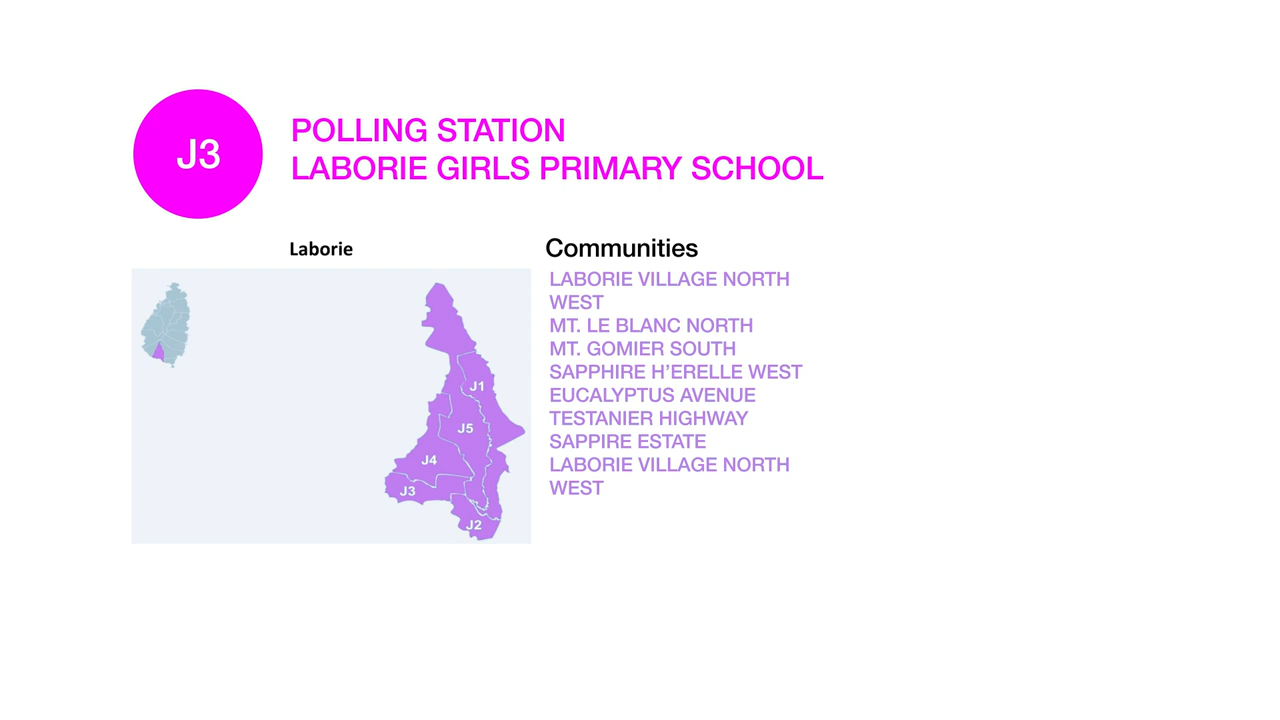 J3
POLLING STATION
LABORIE GIRLS PRIMARY SCHOOL
Laborie
J1
J5
J4
J3
J2
Communities
LABORIE VILLAGE NORTH
WEST
MT. LE BLANC NORTH
MT. GOMIER SOUTH
SAPPHIRE H’ERELLE WEST
EUCALYPTUS AVENUE
TESTANIER HIGHWAY
SAPPIRE ESTATE
LABORIE VILLAGE NORTH
WEST